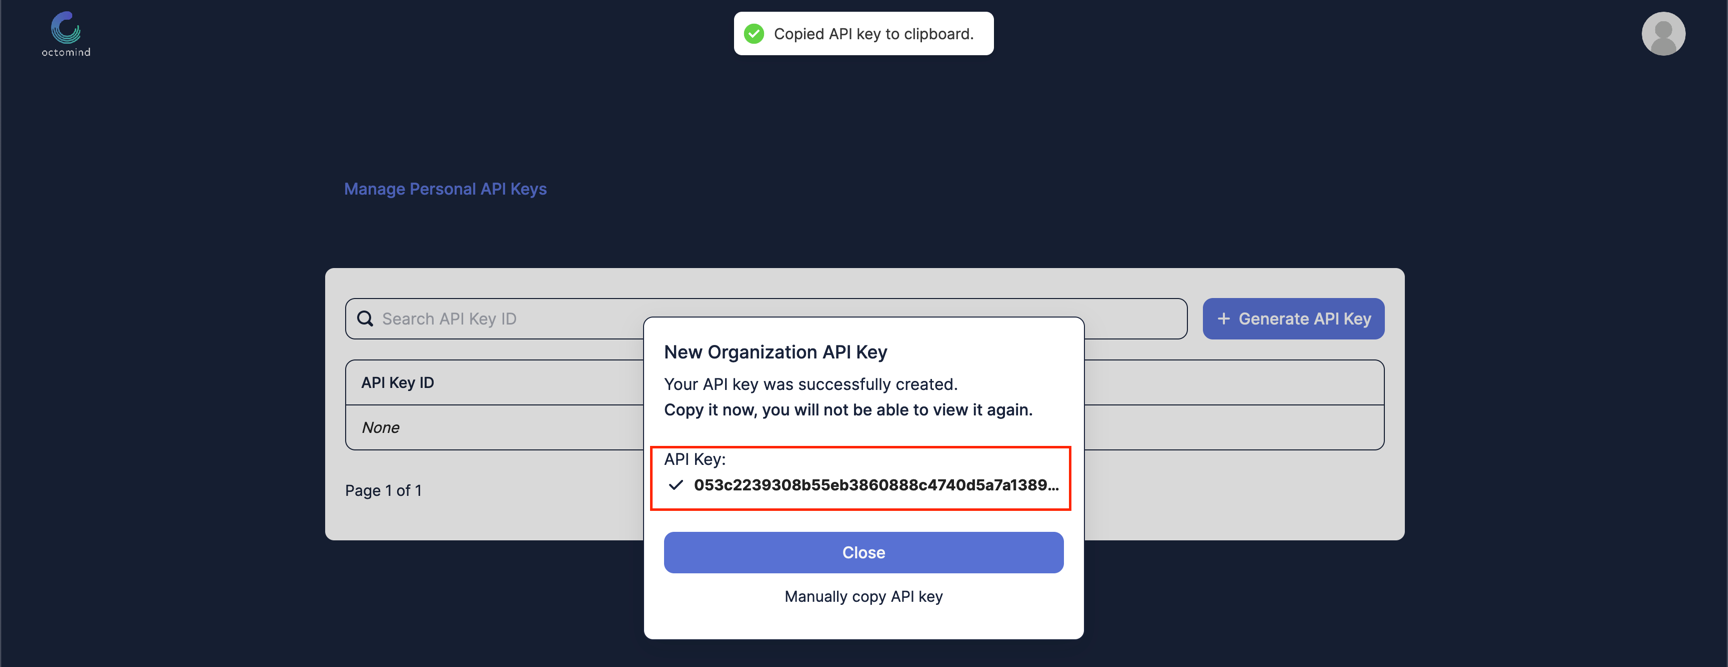 octomind
Copied API key to clipboard.
Manage Personal API Keys
Search API Key ID
+ Generate API Key
API Key ID
None
Page 1 of 1
New Organization API Key
Your API key was successfully created.
Copy it now, you will not be able to view it again.
API Key:
053c2239308b55eb3860888c4740d5a7a1389...
Close
Manually copy API key